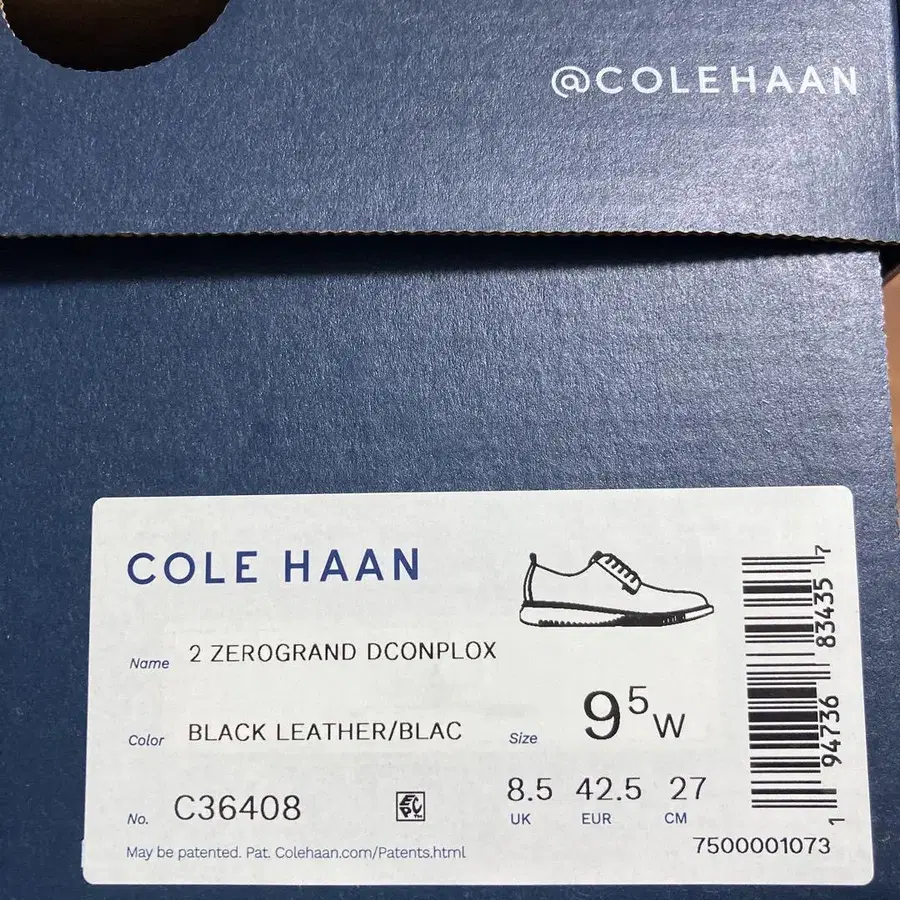 @COLEHAAN
COLE HAAN
Name 2 ZEROGRAND DCONPLOX
Color BLACK LEATHER/BLAC
Size 9⁵ W
No. C36408
8.5 42.5 27
UK EUR CM
May be patented. Pat. Colehaan.com/Patents.html
7500001073
1 94736 83435 7